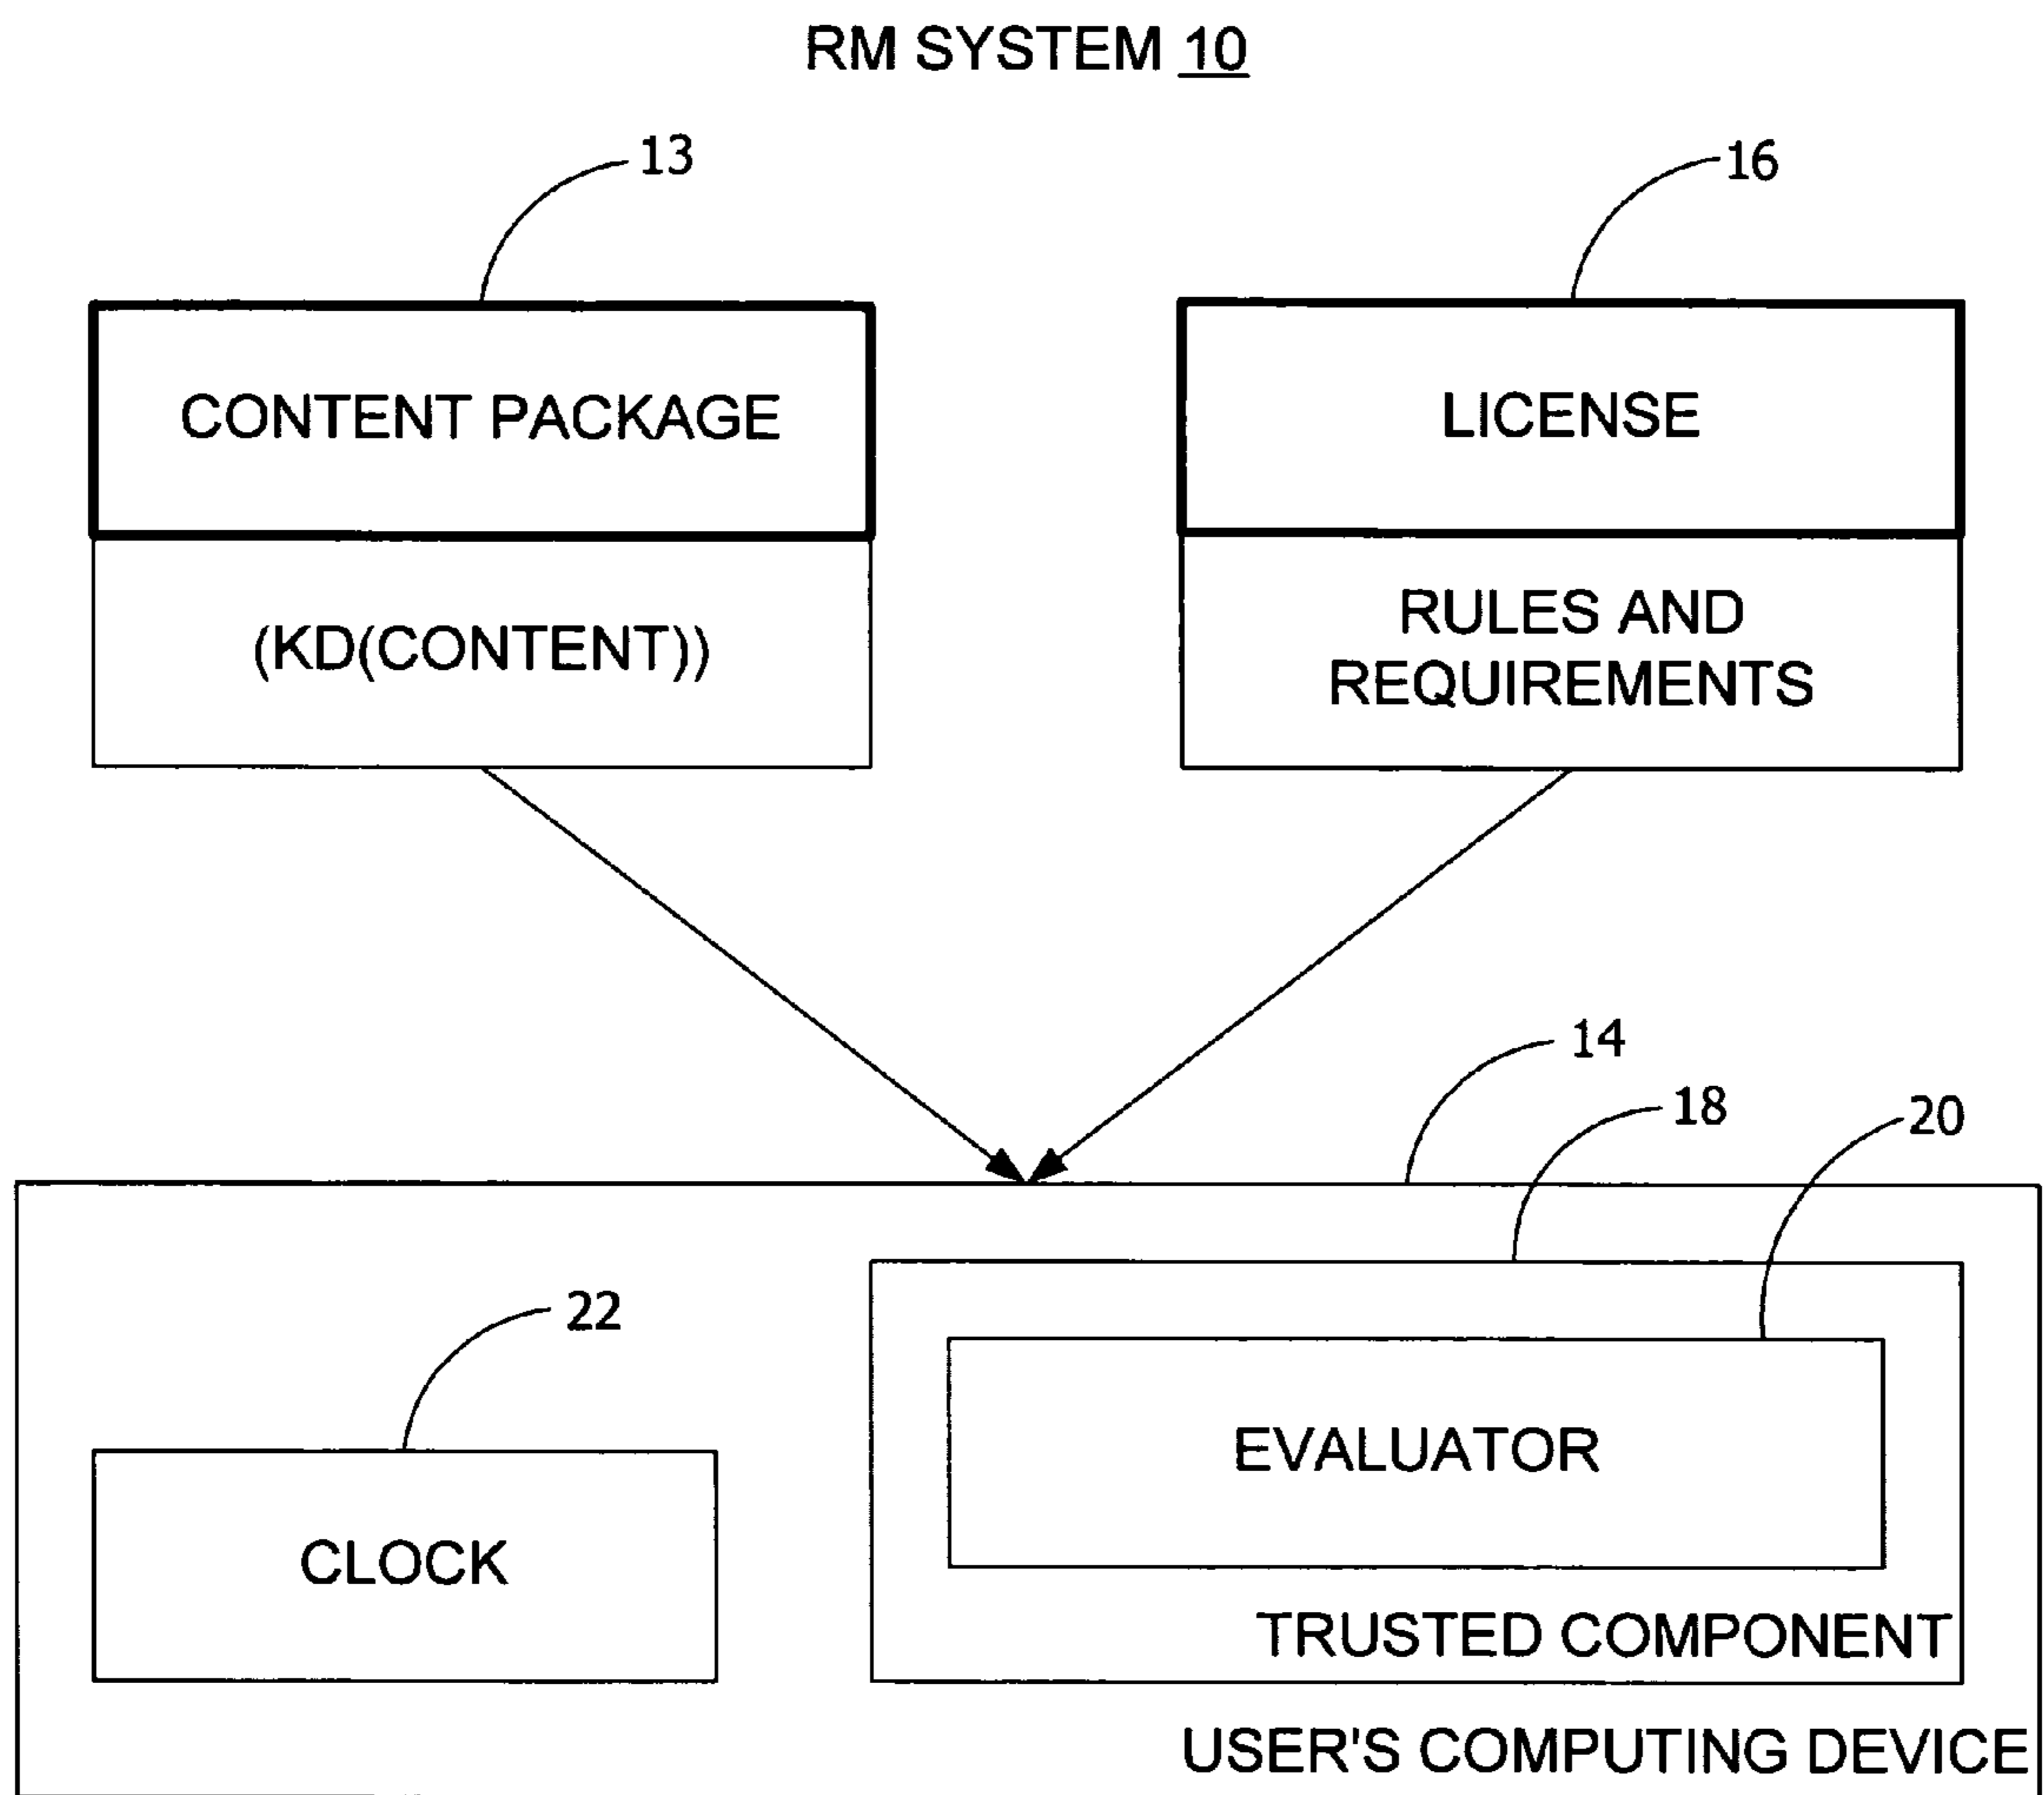 RM SYSTEM 10
13
16
CONTENT PACKAGE
LICENSE
(KD(CONTENT))
RULES AND
REQUIREMENTS
14
18
20
22
EVALUATOR
CLOCK
TRUSTED COMPONENT
USER'S COMPUTING DEVICE